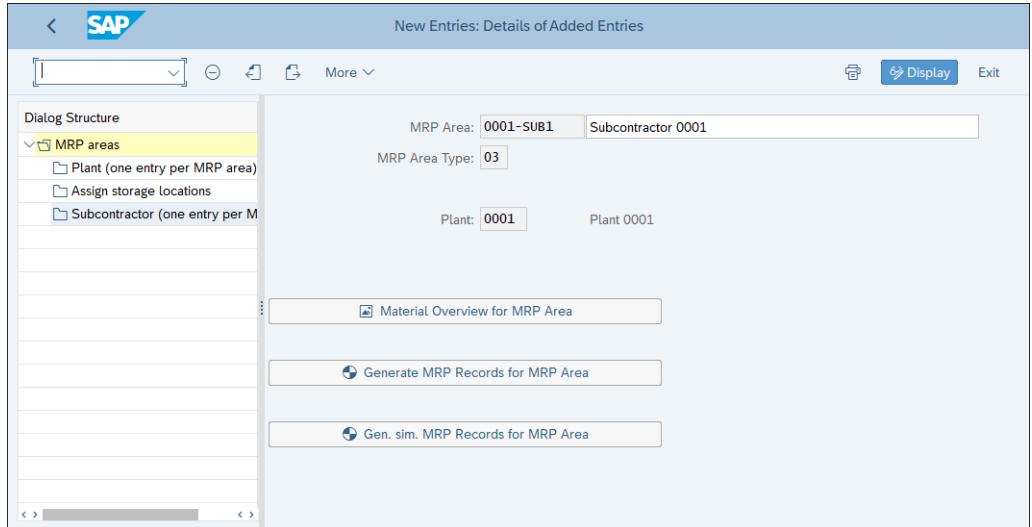 SAP
New Entries: Details of Added Entries
More
Display
Exit
Dialog Structure
MRP areas
Plant (one entry per MRP area)
Assign storage locations
Subcontractor (one entry per M
MRP Area: 0001-SUB1 Subcontractor 0001
MRP Area Type: 03
Plant: 0001 Plant 0001
Material Overview for MRP Area
Generate MRP Records for MRP Area
Gen. sim. MRP Records for MRP Area